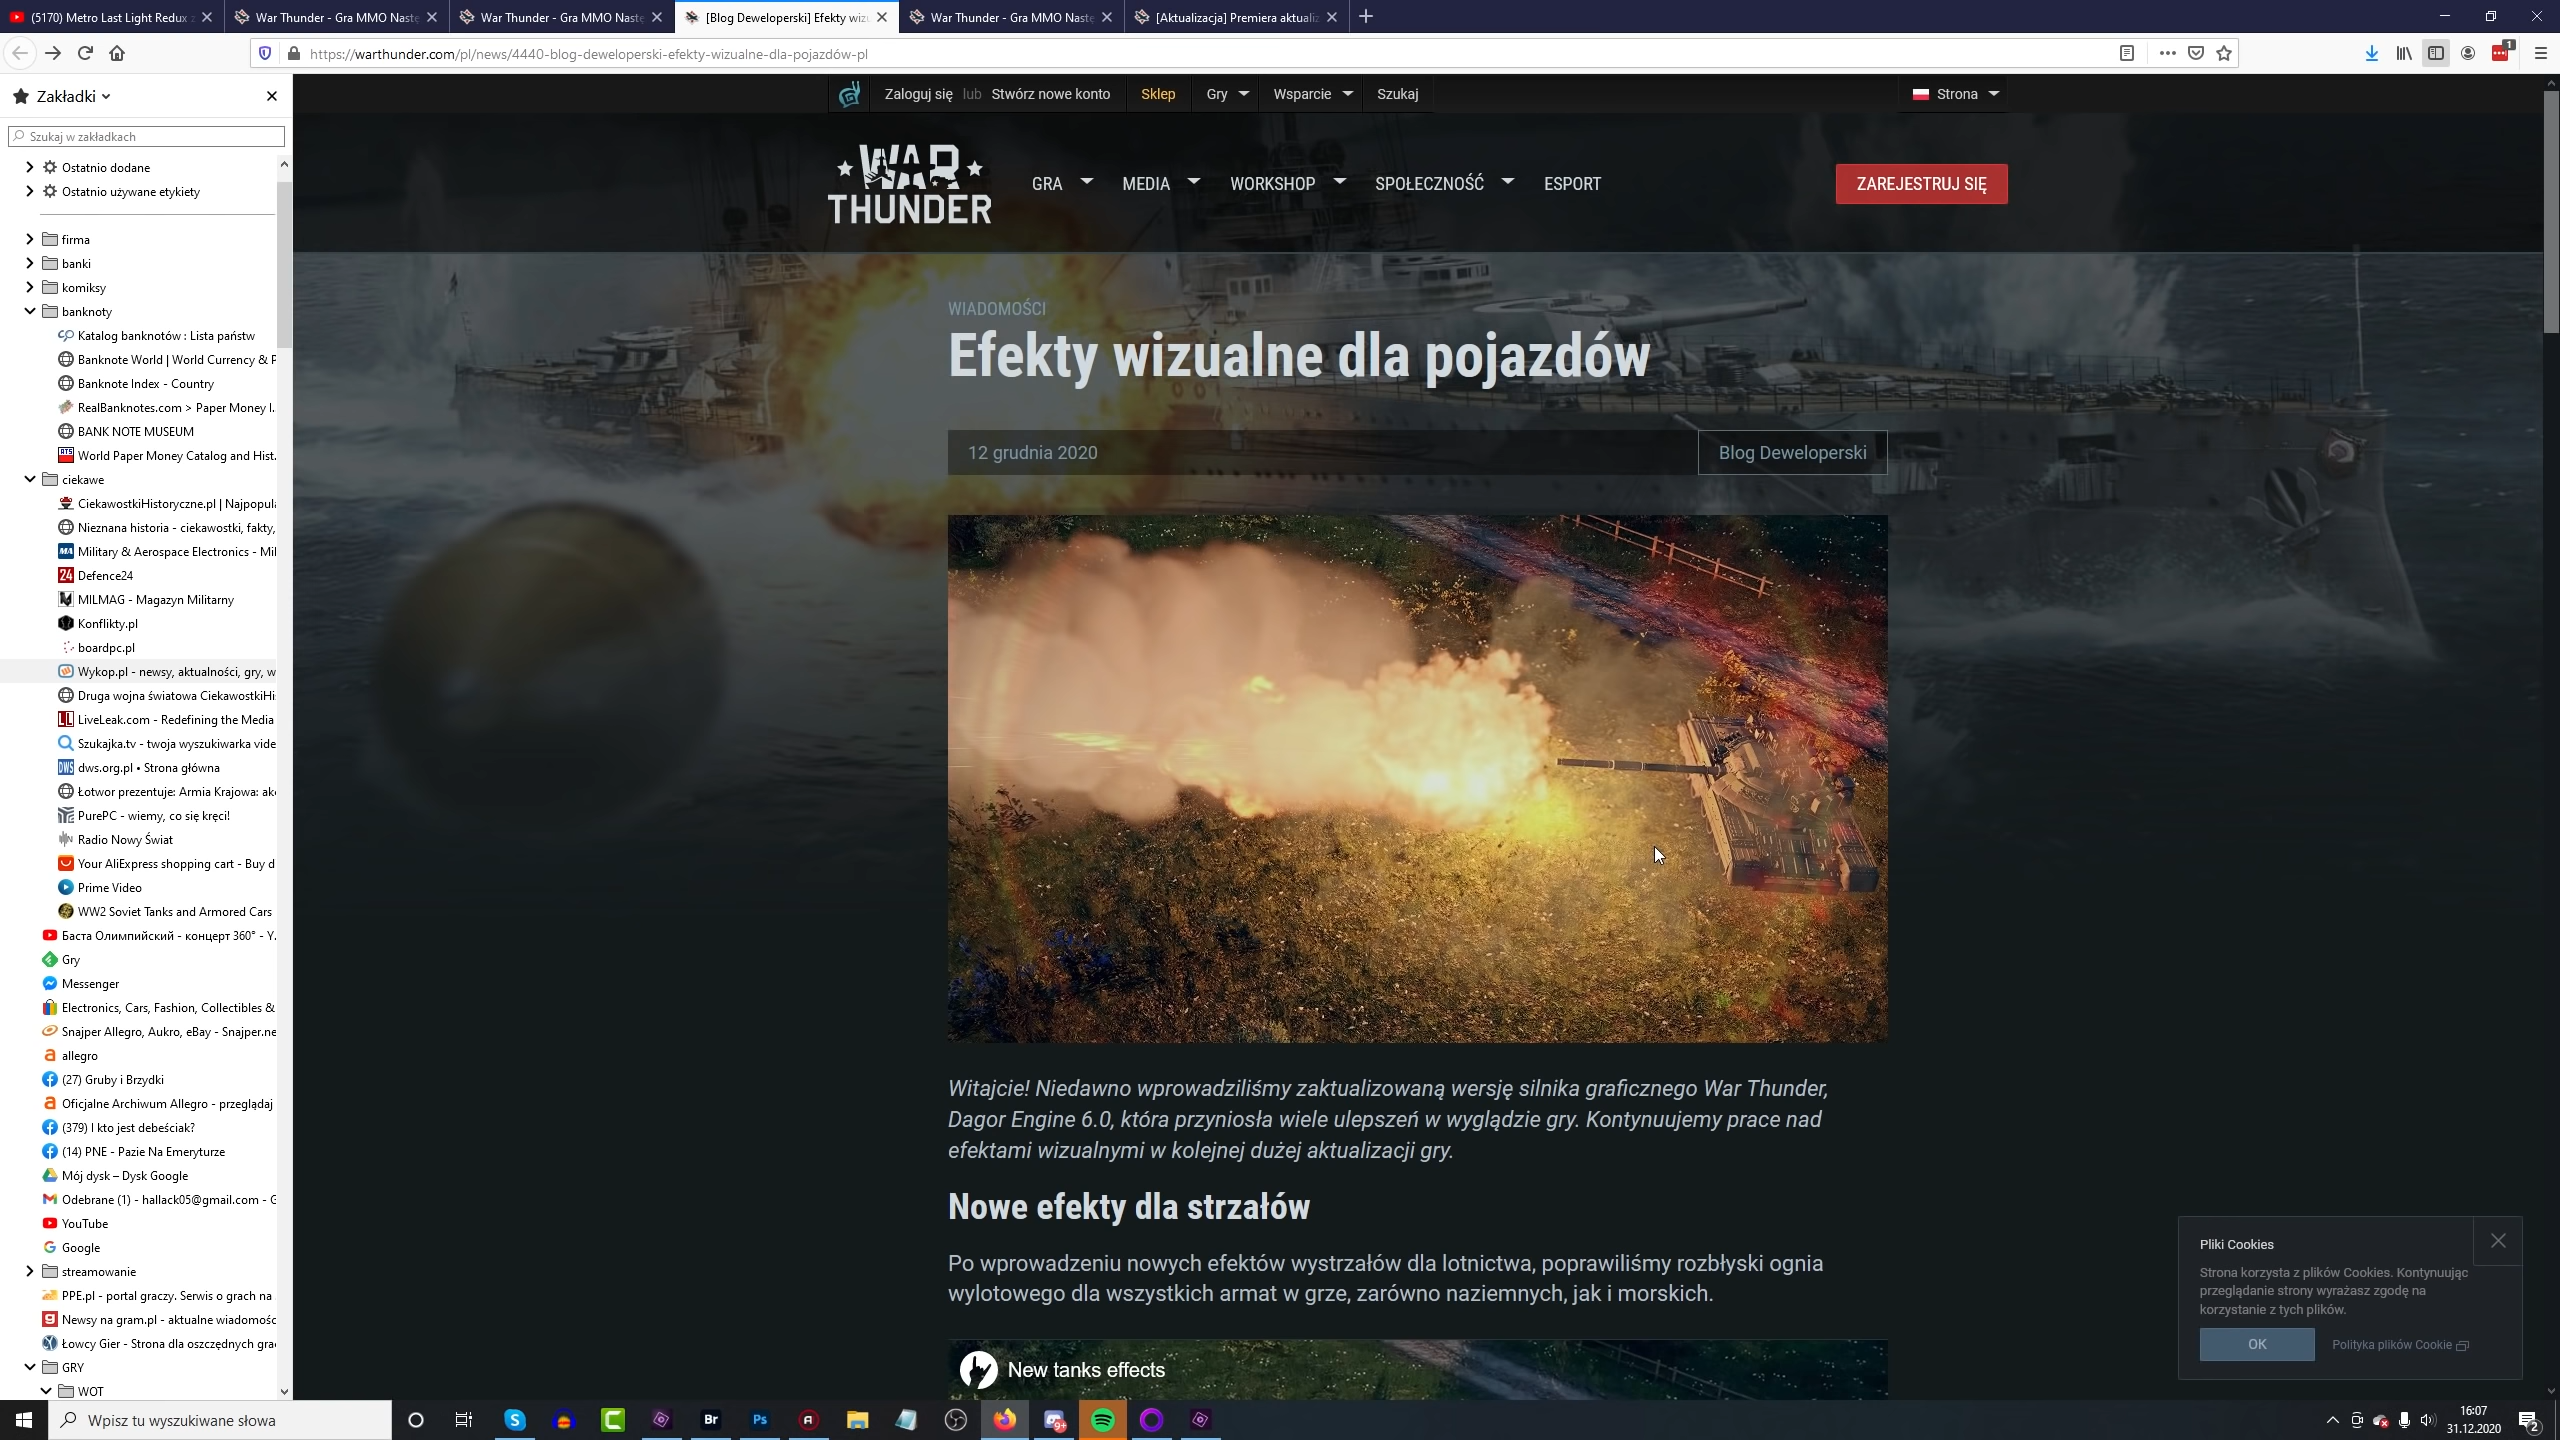 (5170) Metro Last Light Redux z
War Thunder - Gra MMO Nastę
War Thunder - Gra MMO Nastę
[Blog Deweloperski] Efekty wizu
War Thunder - Gra MMO Nastę
[Aktualizacja] Premiera aktualiz
https://warthunder.com/pl/news/4440-blog-deweloperski-efekty-wizualne-dla-pojazdów-pl
1
Zakładki
Szukaj w zakładkach
Ostatnio dodane
Ostatnio używane etykiety
firma
banki
komiksy
banknoty
Katalog banknotów : Lista państw
Banknote World | World Currency & P
Banknote Index - Country
RealBanknotes.com > Paper Money I...
BANK NOTE MUSEUM
World Paper Money Catalog and Hist...
ciekawe
CiekawostkiHistoryczne.pl | Najpopula
Nieznana historia - ciekawostki, fakty,
Military & Aerospace Electronics - Mil
Defence24
MILMAG - Magazyn Militarny
Konflikty.pl
boardpc.pl
Wykop.pl - newsy, aktualności, gry, w
Druga wojna światowa CiekawostkiHi
LiveLeak.com - Redefining the Media
Szukajka.tv - twoja wyszukiwarka vide
dws.org.pl • Strona główna
Łotwor prezentuje: Armia Krajowa: ak
PurePC - wiemy, co się kręci!
Radio Nowy Świat
Your AliExpress shopping cart - Buy d
Prime Video
WW2 Soviet Tanks and Armored Cars
Баста Олимпийский - концерт 360° - Y...
Gry
Messenger
Electronics, Cars, Fashion, Collectibles &
Snajper Allegro, Aukro, eBay - Snajper.ne
allegro
(27) Gruby i Brzydki
Oficjalne Archiwum Allegro - przeglądaj
(379) I kto jest debeściak?
(14) PNE - Pazie Na Emeryturze
Mój dysk – Dysk Google
Odebrane (1) - hallack05@gmail.com - G
YouTube
Google
streamowanie
PPE.pl - portal graczy. Serwis o grach na
Newsy na gram.pl - aktualne wiadomośc
Łowcy Gier - Strona dla oszczędnych gra
GRY
WOT
Zaloguj się lub Stwórz nowe konto Sklep Gry Wsparcie Szukaj Strona
WAR THUNDER
GRA MEDIA WORKSHOP SPOŁECZNOŚĆ ESPORT
ZAREJESTRUJ SIĘ
WIADOMOŚCI
Efekty wizualne dla pojazdów
12 grudnia 2020
Blog Deweloperski
Witajcie! Niedawno wprowadziliśmy zaktualizowaną wersję silnika graficznego War Thunder,
Dagor Engine 6.0, która przyniosła wiele ulepszeń w wyglądzie gry. Kontynuujemy prace nad
efektami wizualnymi w kolejnej dużej aktualizacji gry.
Nowe efekty dla strzałów
Po wprowadzeniu nowych efektów wystrzałów dla lotnictwa, poprawiliśmy rozbłyski ognia
wylotowego dla wszystkich armat w grze, zarówno naziemnych, jak i morskich.
New tanks effects
Pliki Cookies
Strona korzysta z plików Cookies. Kontynuując
przeglądanie strony wyrażasz zgodę na
korzystanie z tych plików.
OK
Polityka plików Cookie
Wpisz tu wyszukiwane słowa
Br
Ps
9+
16:07
31.12.2020
2